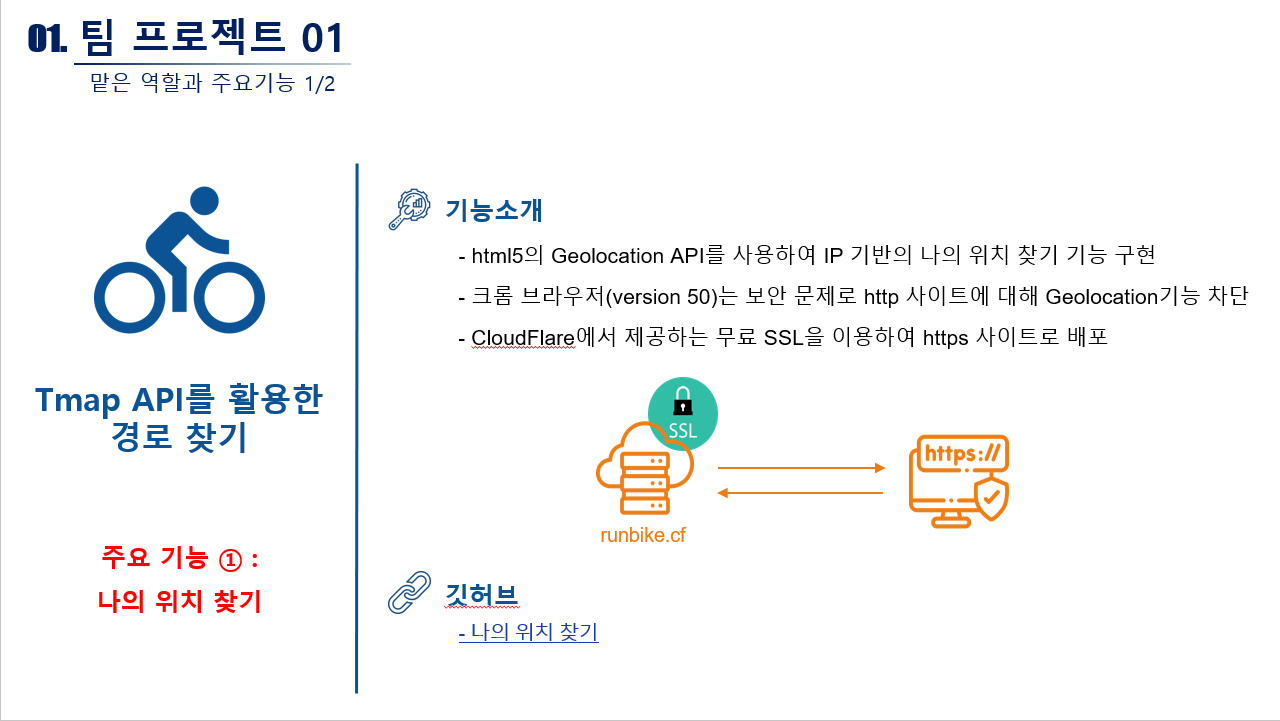 01. 팀 프로젝트 01
맡은 역할과 주요기능 1/2
Tmap API를 활용한
경로 찾기
주요 기능 ① :
나의 위치 찾기
기능소개
- html5의 Geolocation API를 사용하여 IP 기반의 나의 위치 찾기 기능 구현
- 크롬 브라우저(version 50)는 보안 문제로 http 사이트에 대해 Geolocation기능 차단
- CloudFlare에서 제공하는 무료 SSL을 이용하여 https 사이트로 배포
SSL
https://
runbike.cf
깃허브
- 나의 위치 찾기